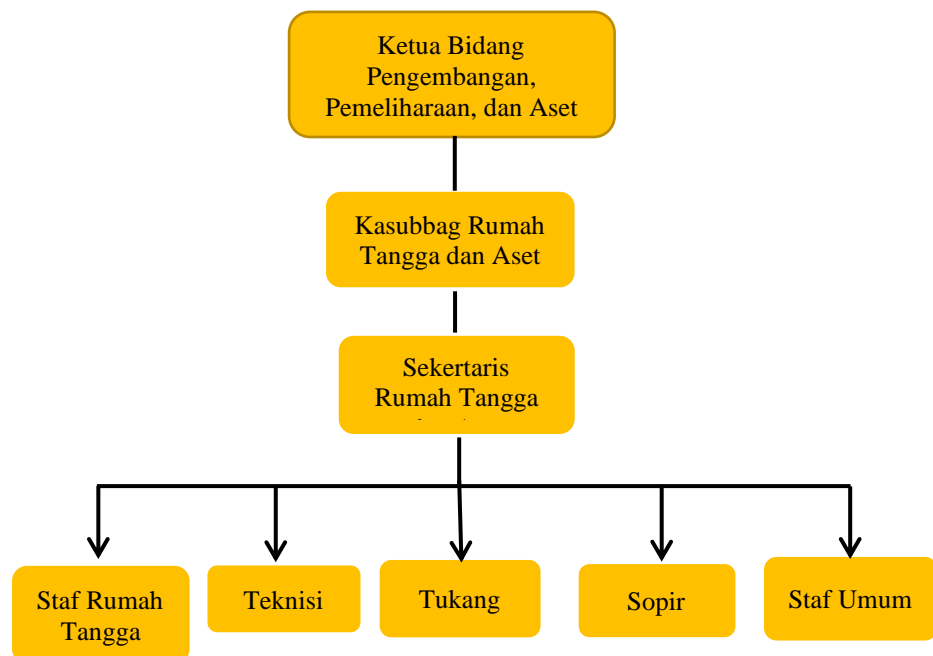 Ketua Bidang
Pengembangan,
Pemeliharaan, dan Aset
Kasubbag Rumah
Tangga dan Aset
Sekertaris
Rumah Tangga
Staf Rumah
Tangga
Teknisi
Tukang
Sopir
Staf Umum